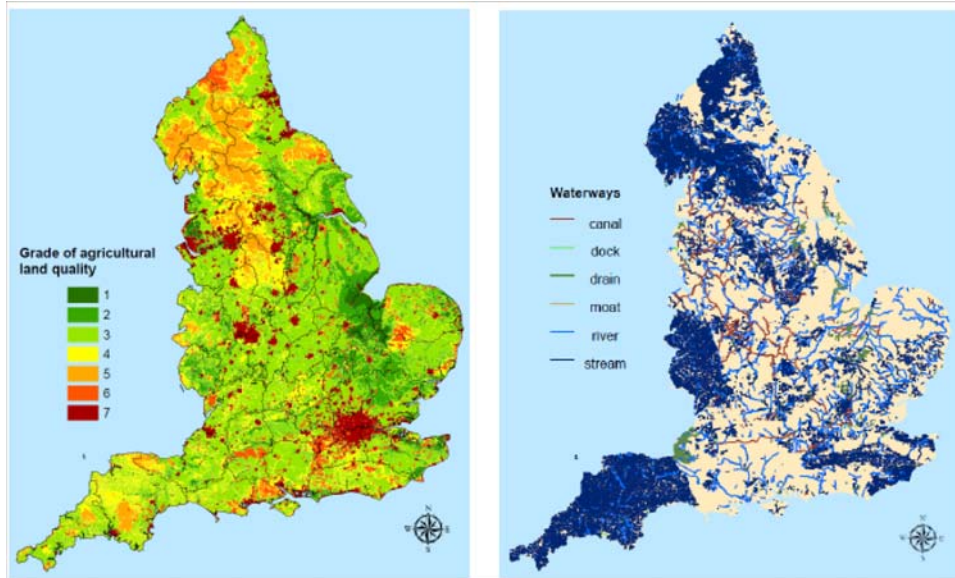 Grade of agricultural
land quality
1
2
3
4
5
6
7
N
W E
S
Waterways
canal
dock
drain
moat
river
stream
N
W E
S